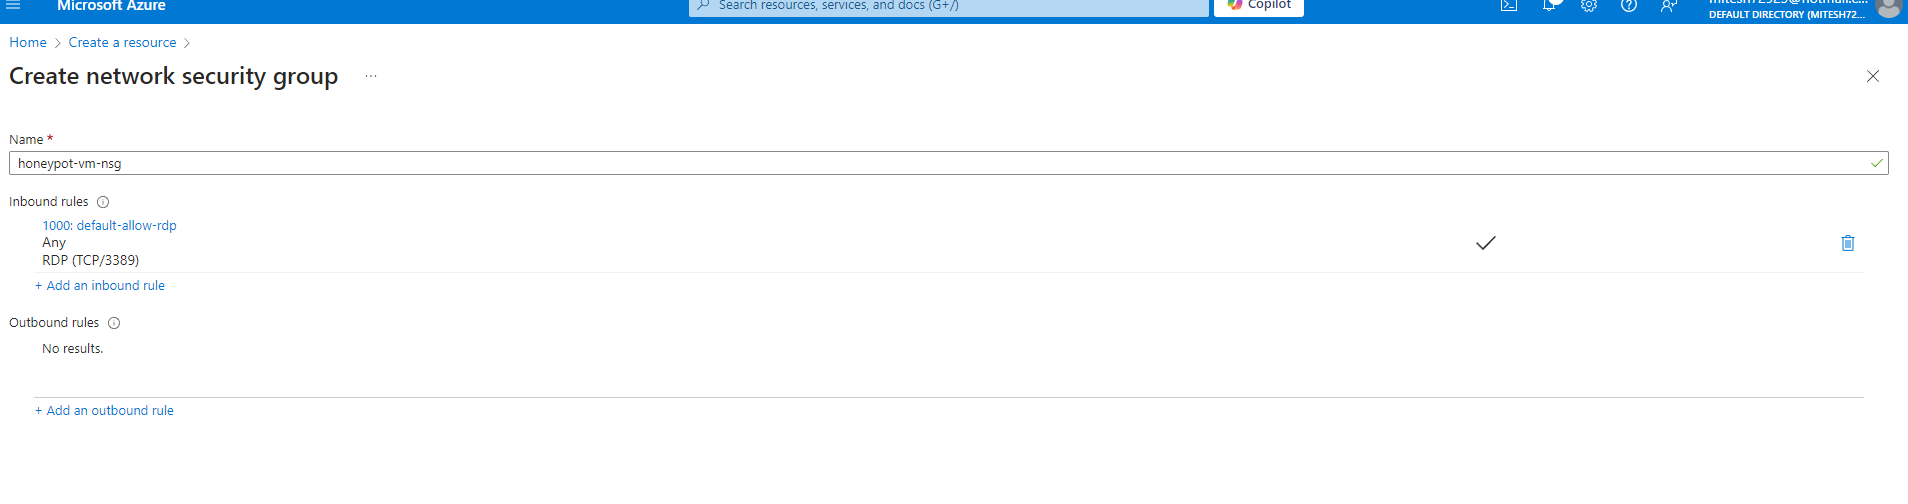 Microsoft Azure
Search resources, services, and docs (G+/)
Copilot
DEFAULT DIRECTORY (MITESH72...
Home > Create a resource >
Create network security group ...
Name *
honeypot-vm-nsg
Inbound rules
1000: default-allow-rdp
Any
RDP (TCP/3389)
+ Add an inbound rule
Outbound rules
No results.
+ Add an outbound rule